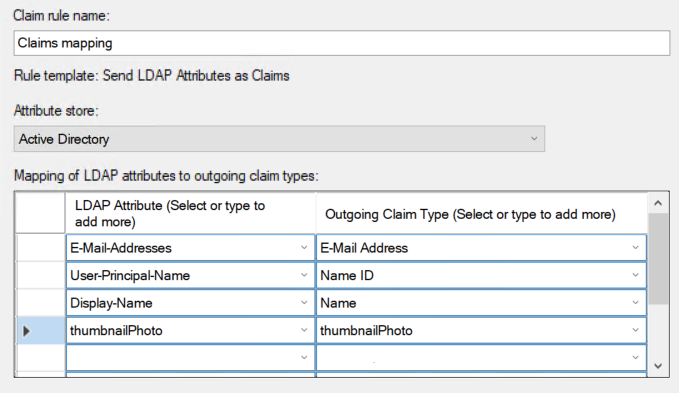 Claim rule name:
Claims mapping
Rule template: Send LDAP Attributes as Claims
Attribute store:
Active Directory
Mapping of LDAP attributes to outgoing claim types:
LDAP Attribute (Select or type to
add more)
Outgoing Claim Type (Select or type to add more)
E-Mail-Addresses
E-Mail Address
User-Principal-Name
Name ID
Display-Name
Name
thumbnailPhoto
thumbnailPhoto